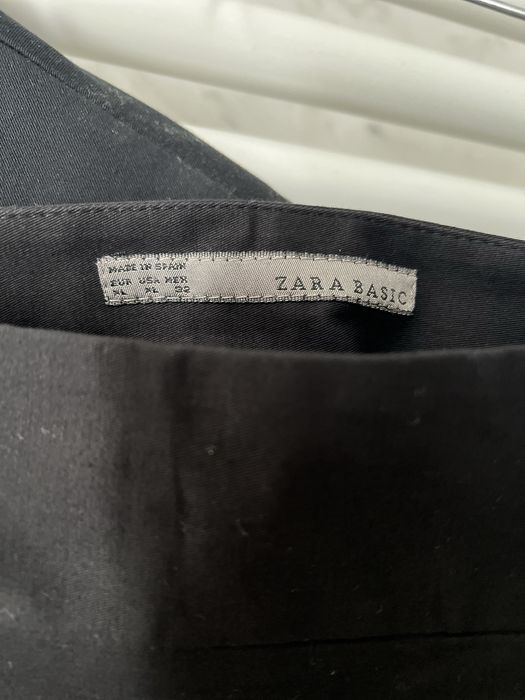 MADE IN SPAIN
EUR USA MEX
XL XL 32
ZARA BASIC